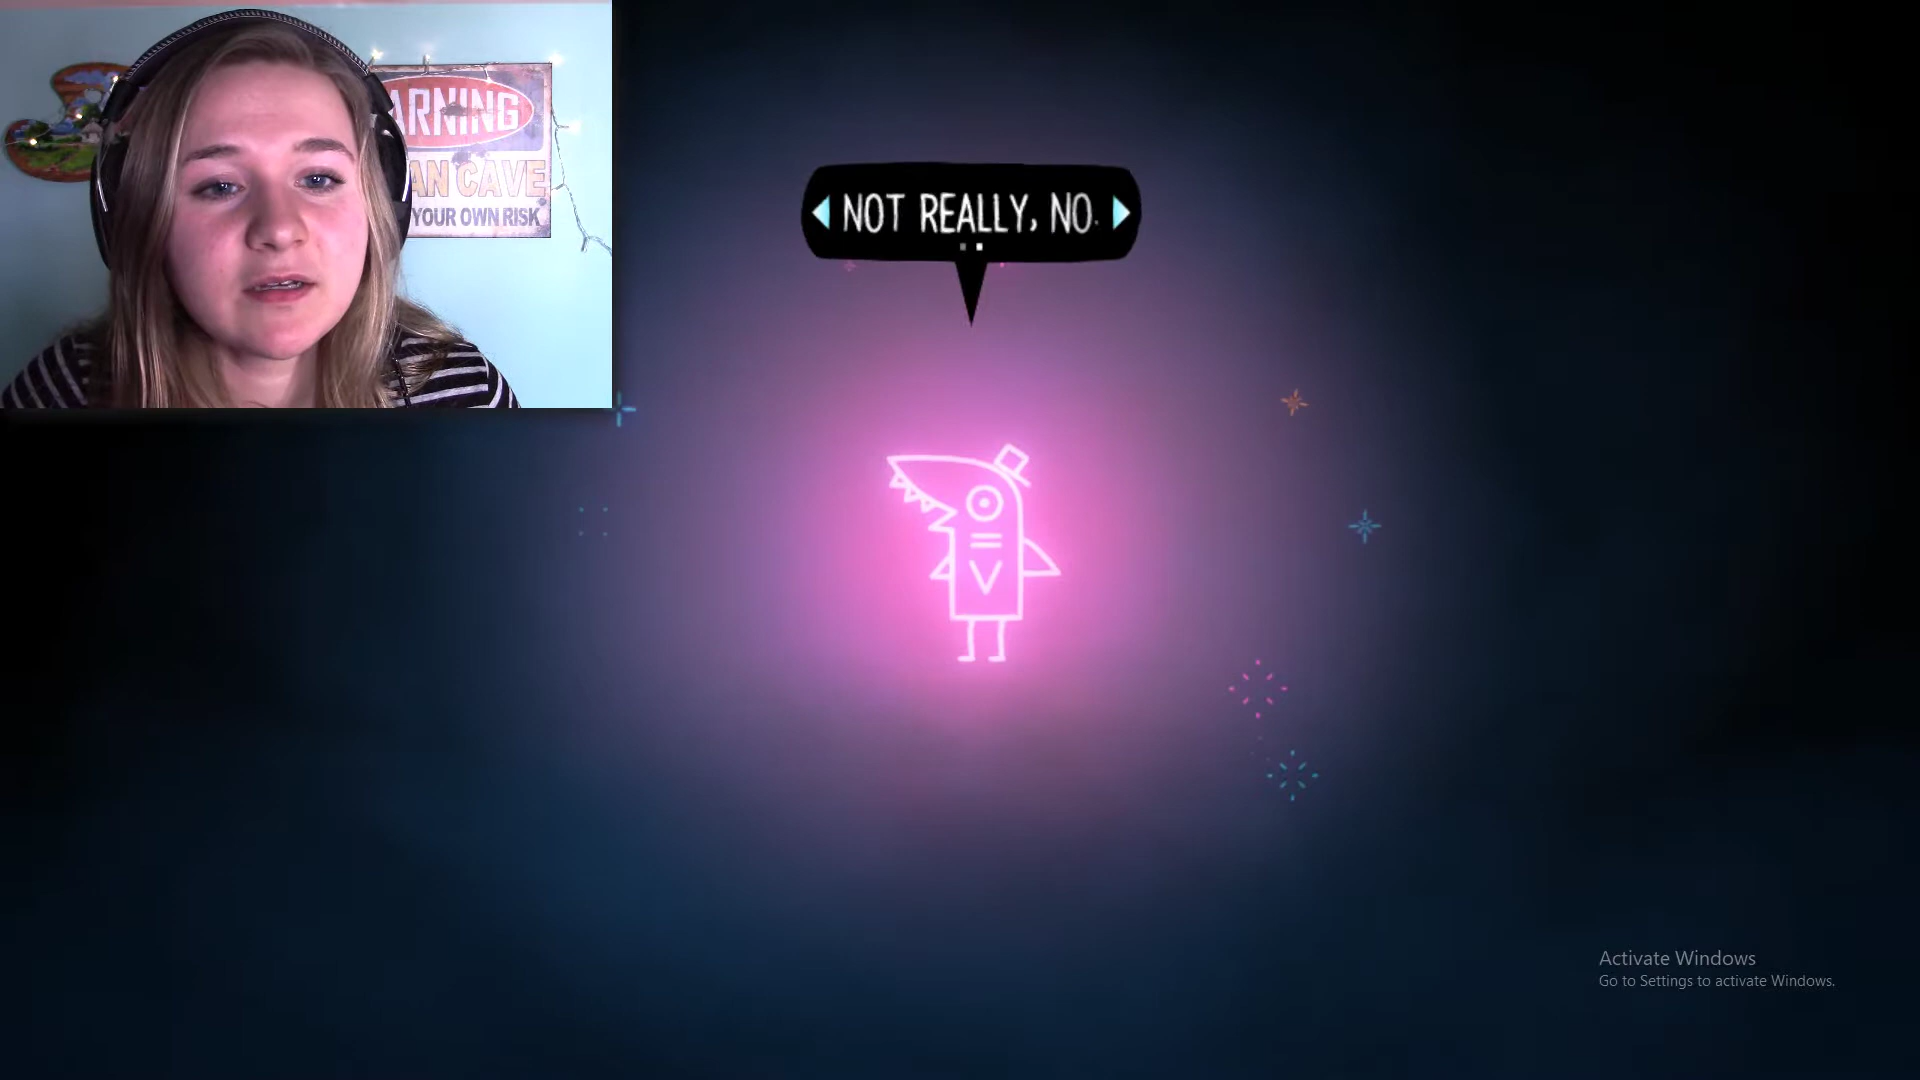 ARNING
AN CAVE
YOUR OWN RISK
NOT REALLY, NO.
Activate Windows
Go to Settings to activate Windows.